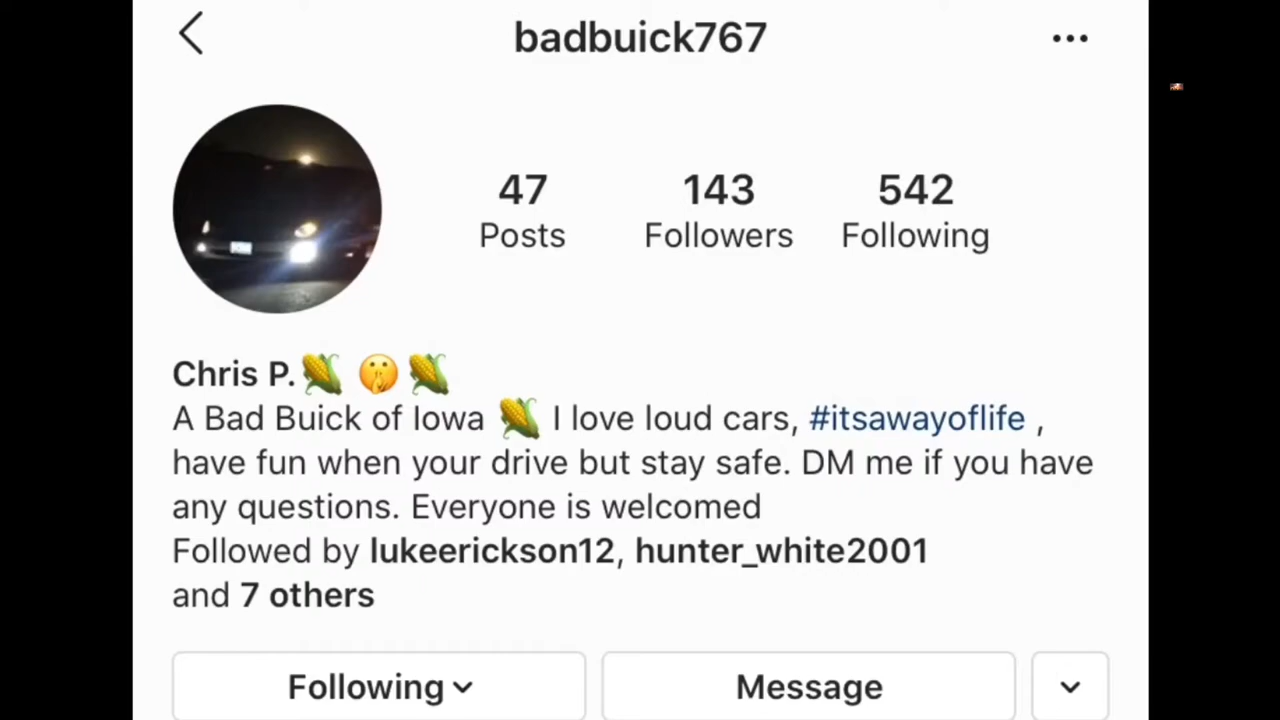 badbuick767
47 143 542
Posts Followers Following
Chris P.🌽 🤫 🌽
A Bad Buick of Iowa 🌽 I love loud cars, #itsawayoflife ,
have fun when your drive but stay safe. DM me if you have
any questions. Everyone is welcomed
Followed by lukeerickson12, hunter_white2001
and 7 others
Following Message